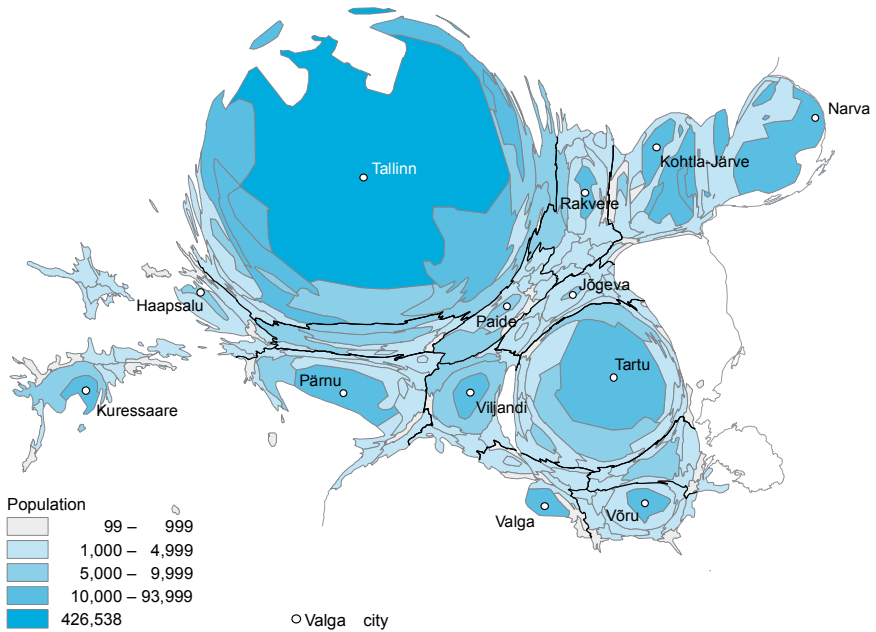 Narva
Kohtla-Järve
Tallinn
Rakvere
Jõgeva
Haapsalu
Paide
Tartu
Pärnu
Viljandi
Kuressaare
Population
Valga
Võru
99 – 999
1,000 – 4,999
5,000 – 9,999
10,000 – 93,999
426,538
Valga city